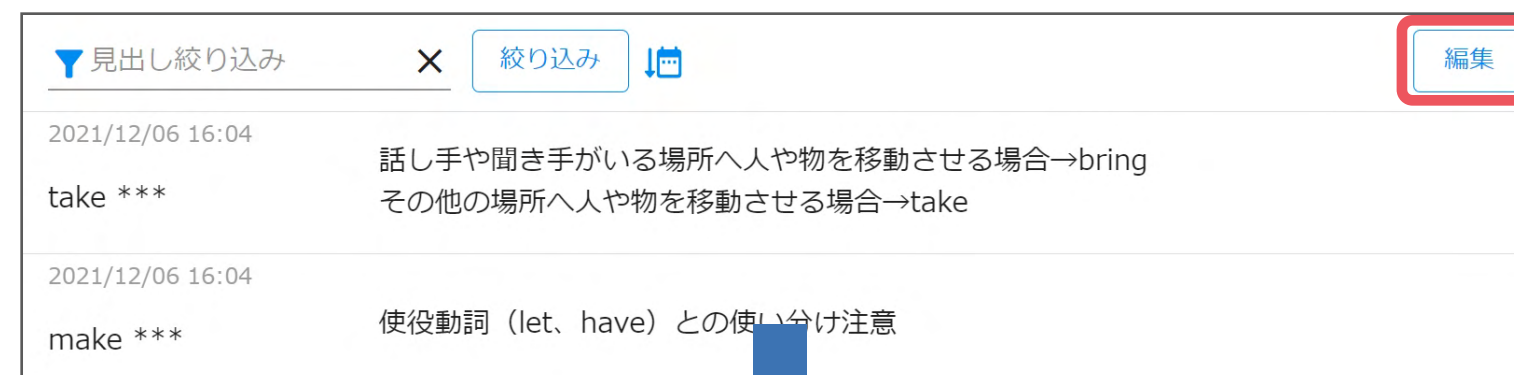 見出し絞り込み
絞り込み
編集
2021/12/06 16:04
take ***
話し手や聞き手がいる場所へ人や物を移動させる場合→bring
その他の場所へ人や物を移動させる場合→take
2021/12/06 16:04
make ***
使役動詞（let、have）との使い分け注意